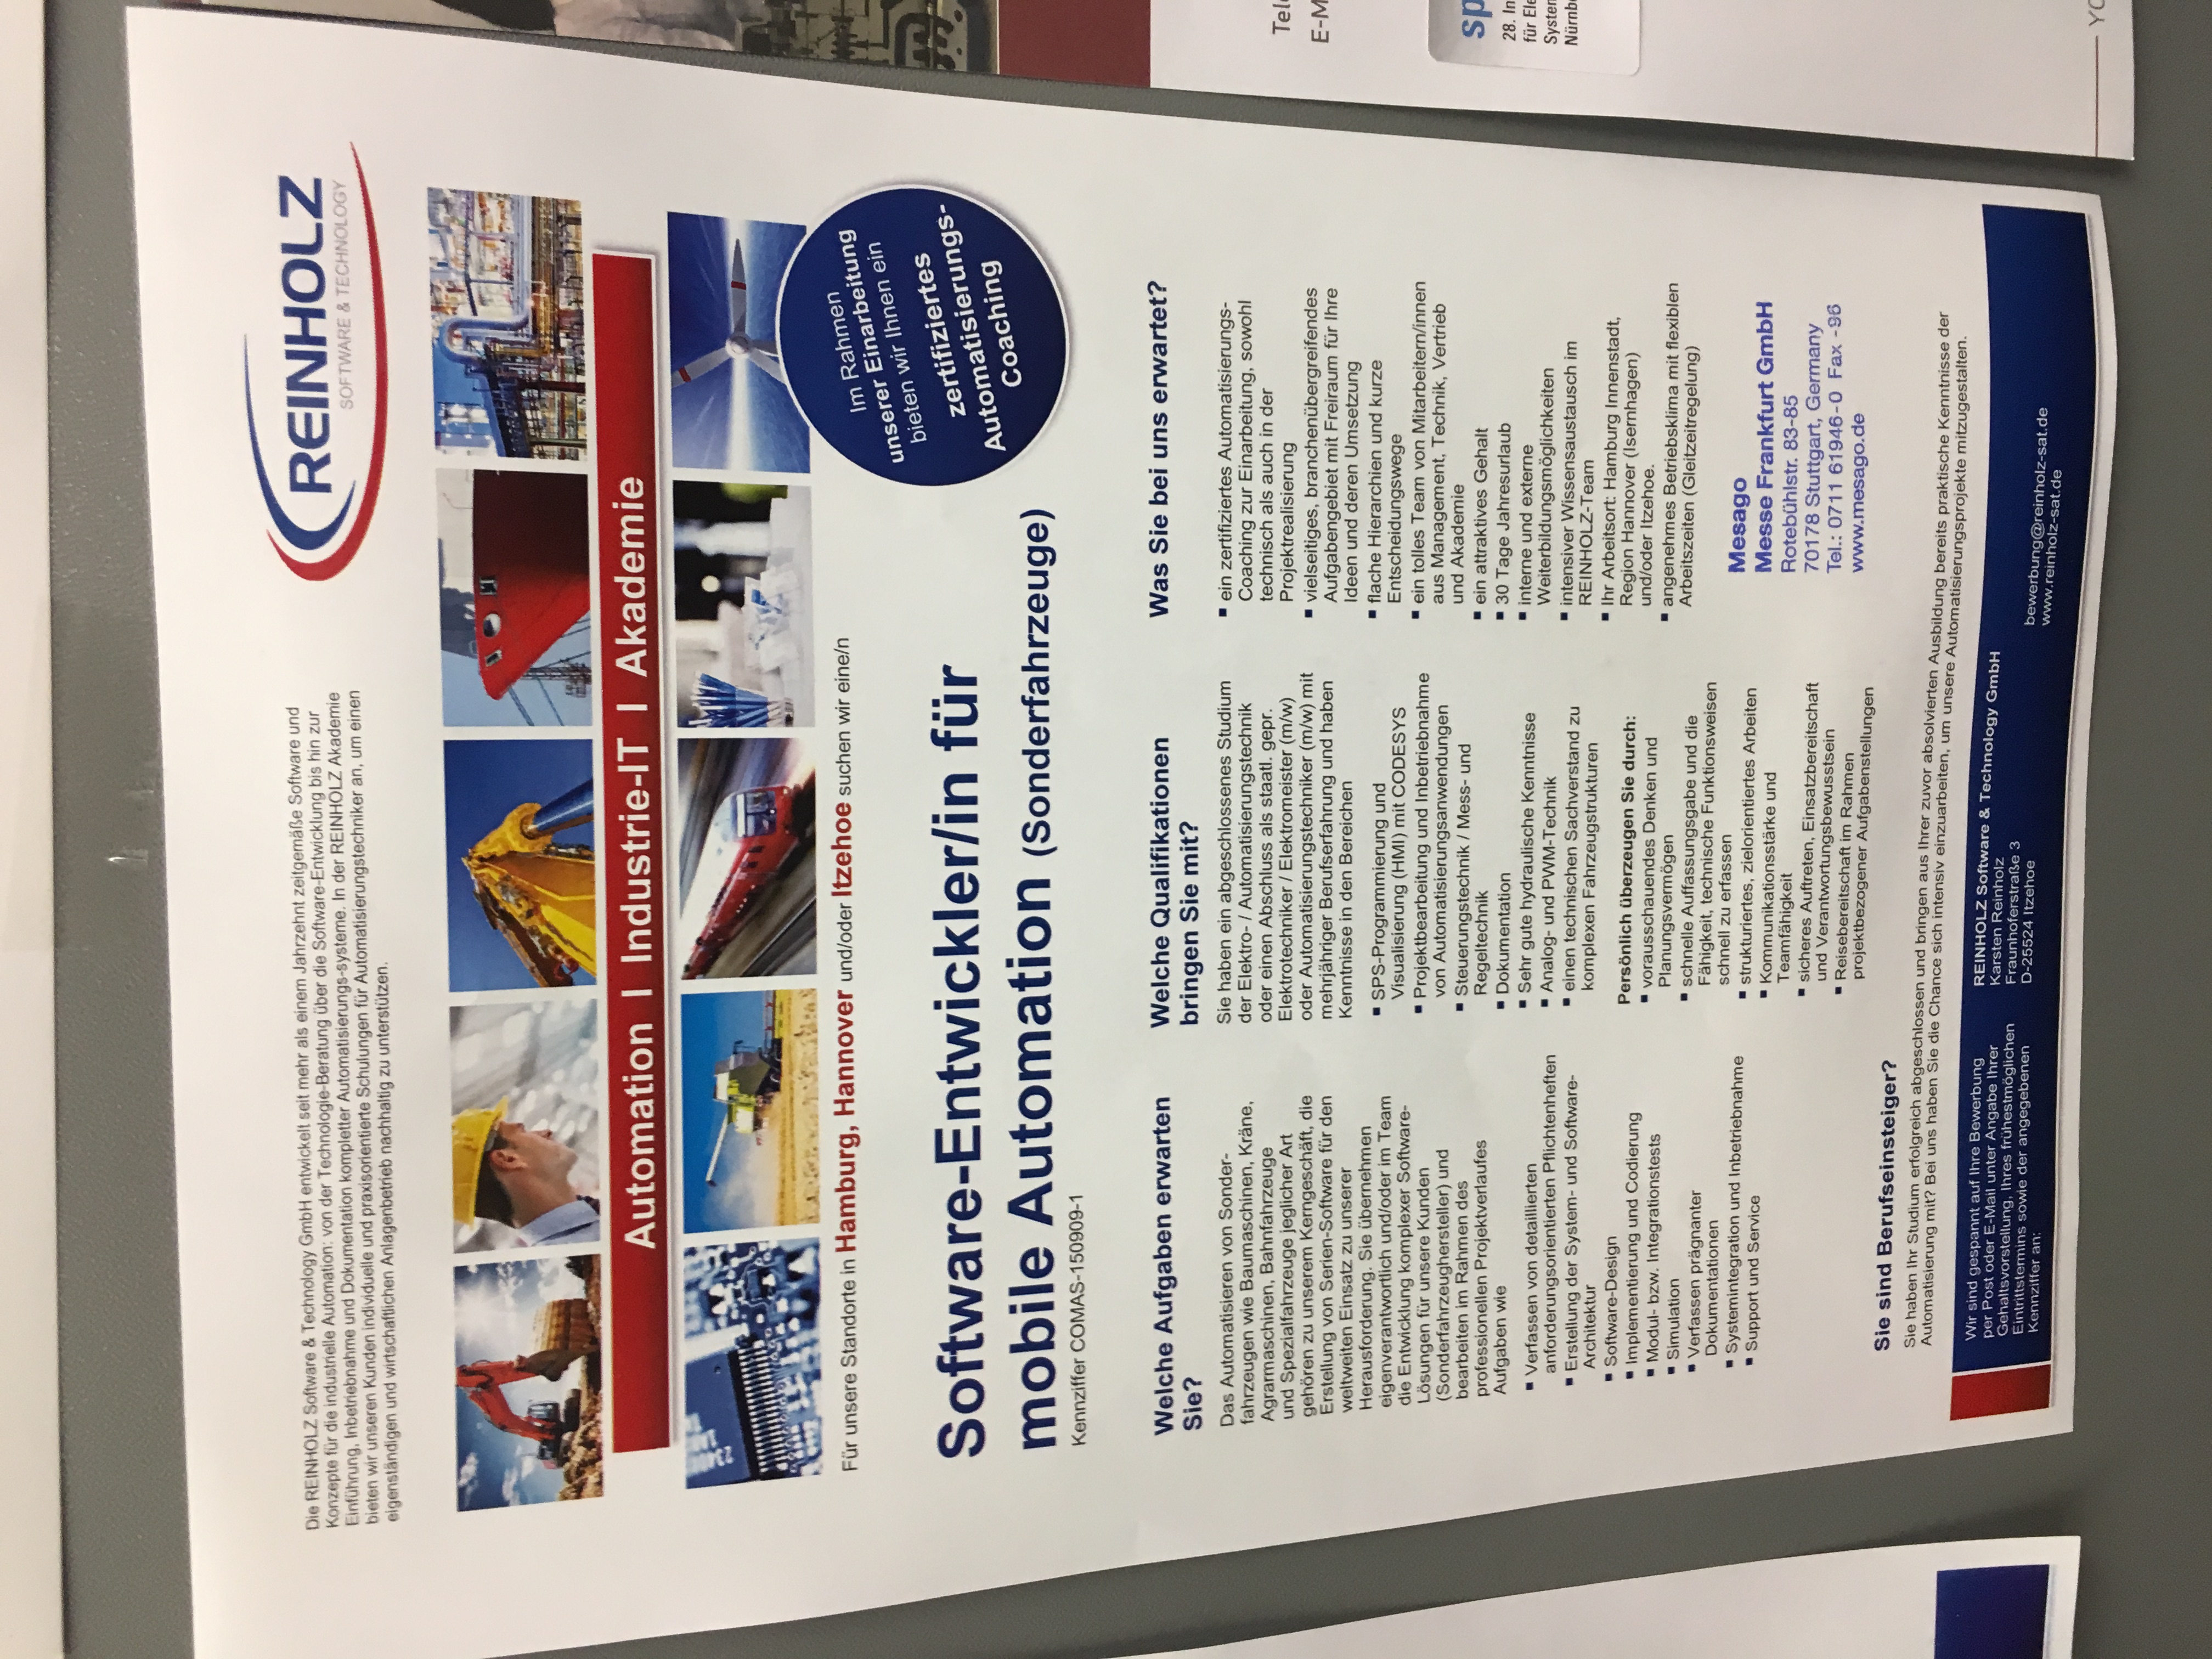 Die REINHOLZ Software & Technology GmbH entwickelt seit mehr als einem Jahrzehnt zeitgemäße Software und
Konzepte für die industrielle Automation: von der Technologie-Beratung über die Software-Entwicklung bis hin zur
Einführung, Inbetriebnahme und Dokumentation kompletter Automatisierungs-systeme. In der REINHOLZ Akademie
bieten wir unseren Kunden individuelle und praxisorientierte Schulungen für Automatisierungstechniker an, um einen
eigenständigen und wirtschaftlichen Anlagenbetrieb nachhaltig zu unterstützen.
REINHOLZ
SOFTWARE & TECHNOLOGY
Automation I Industrie-IT I Akademie
Für unsere Standorte in Hamburg, Hannover und/oder Itzehoe suchen wir eine/n
Im Rahmen
unserer Einarbeitung
bieten wir Ihnen ein
zertifiziertes
Automatisierungs-
Coaching
Software-Entwickler/in für
mobile Automation (Sonderfahrzeuge)
Kennziffer COMAS-150909-1
Welche Aufgaben erwarten
Sie?
Das Automatisieren von Sonder-
fahrzeugen wie Baumaschinen, Kräne,
Agrarmaschinen, Bahnfahrzeuge
und Spezialfahrzeuge jeglicher Art
gehören zu unserem Kerngeschäft, die
Erstellung von Serien-Software für den
weltweiten Einsatz zu unserer
Herausforderung. Sie übernehmen
eigenverantwortlich und/oder im Team
die Entwicklung komplexer Software-
Lösungen für unsere Kunden
(Sonderfahrzeughersteller) und
bearbeiten im Rahmen des
professionellen Projektverlaufes
Aufgaben wie
▪ Verfassen von detaillierten
anforderungsorientierten Pflichtenheften
▪ Erstellung der System- und Software-
Architektur
▪ Software-Design
▪ Implementierung und Codierung
▪ Modul- bzw. Integrationstests
▪ Simulation
▪ Verfassen prägnanter
Dokumentationen
▪ Systemintegration und Inbetriebnahme
▪ Support und Service
Welche Qualifikationen
bringen Sie mit?
Sie haben ein abgeschlossenes Studium
der Elektro- / Automatisierungstechnik
oder einen Abschluss als staatl. gepr.
Elektrotechniker / Elektromeister (m/w)
oder Automatisierungstechniker (m/w) mit
mehrjähriger Berufserfahrung und haben
Kenntnisse in den Bereichen
▪ SPS-Programmierung und
Visualisierung (HMI) mit CODESYS
▪ Projektbearbeitung und Inbetriebnahme
von Automatisierungsanwendungen
▪ Steuerungstechnik / Mess- und
Regeltechnik
▪ Dokumentation
▪ Sehr gute hydraulische Kenntnisse
▪ Analog- und PWM-Technik
▪ einen technischen Sachverstand zu
komplexen Fahrzeugstrukturen
Persönlich überzeugen Sie durch:
▪ vorausschauendes Denken und
Planungsvermögen
▪ schnelle Auffassungsgabe und die
Fähigkeit, technische Funktionsweisen
schnell zu erfassen
▪ strukturiertes, zielorientiertes Arbeiten
▪ Kommunikationsstärke und
Teamfähigkeit
▪ sicheres Auftreten, Einsatzbereitschaft
und Verantwortungsbewusstsein
▪ Reisebereitschaft im Rahmen
projektbezogener Aufgabenstellungen
Was Sie bei uns erwartet?
▪ ein zertifiziertes Automatisierungs-
Coaching zur Einarbeitung, sowohl
technisch als auch in der
Projektrealisierung
▪ vielseitiges, branchenübergreifendes
Aufgabengebiet mit Freiraum für Ihre
Ideen und deren Umsetzung
▪ flache Hierarchien und kurze
Entscheidungswege
▪ ein tolles Team von Mitarbeitern/innen
aus Management, Technik, Vertrieb
und Akademie
▪ ein attraktives Gehalt
▪ 30 Tage Jahresurlaub
▪ interne und externe
Weiterbildungsmöglichkeiten
▪ intensiver Wissensaustausch im
REINHOLZ-Team
▪ Ihr Arbeitsort: Hamburg Innenstadt,
Region Hannover (Isernhagen)
und/oder Itzehoe.
▪ angenehmes Betriebsklima mit flexiblen
Arbeitszeiten (Gleitzeitregelung)
Mesago
Messe Frankfurt GmbH
Rotebühlstr. 83-85
70178 Stuttgart, Germany
Tel.: 0711 61946-0 Fax -96
www.mesago.de
Sie sind Berufseinsteiger?
Sie haben Ihr Studium erfolgreich abgeschlossen und bringen aus Ihrer zuvor absolvierten Ausbildung bereits praktische Kenntnisse der
Automatisierung mit? Bei uns haben Sie die Chance sich intensiv einzuarbeiten, um unsere Automatisierungsprojekte mitzugestalten.
Wir sind gespannt auf Ihre Bewerbung
per Post oder E-Mail unter Angabe Ihrer
Gehaltsvorstellung, Ihres frühestmöglichen
Eintrittstermins sowie der angegebenen
Kennziffer an:
REINHOLZ Software & Technology GmbH
Karsten Reinholz
Fraunhoferstraße 3
D-25524 Itzehoe
bewerbung@reinholz-sat.de
www.reinholz-sat.de
28. In
für Ele
System